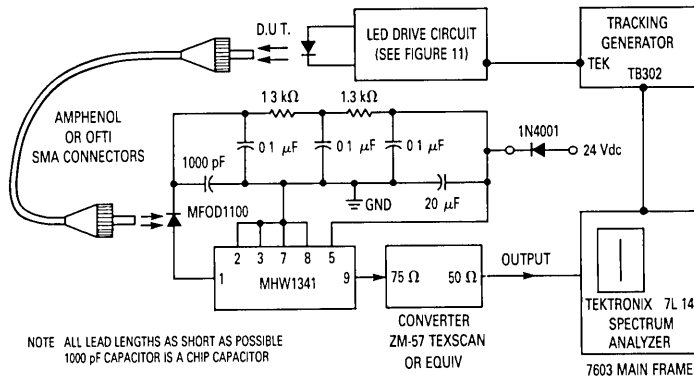 D.U T.
LED DRIVE CIRCUIT
(SEE FIGURE 11)
TRACKING
GENERATOR
TEK
TB302
AMPHENOL
OR OFTI
SMA CONNECTORS
1 3 kΩ
1.3 kΩ
1N4001
24 Vdc
1000 pF
0 1 μF
0 1 μF
0 1 μF
GND
20 μF
MFOD1100
2 3 7 8 5
1
9
MHW1341
75 Ω
50 Ω
OUTPUT
CONVERTER
ZM-57 TEXSCAN
OR EQUIV
TEKTRONIX 7L 14
SPECTRUM
ANALYZER
7603 MAIN FRAME
NOTE ALL LEAD LENGTHS AS SHORT AS POSSIBLE
1000 pF CAPACITOR IS A CHIP CAPACITOR